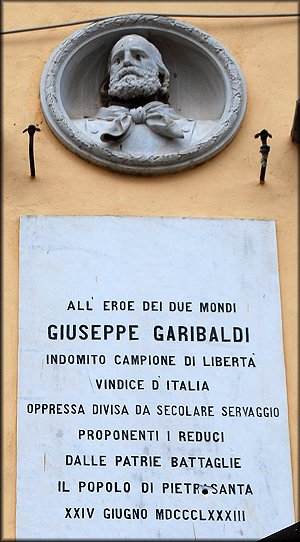 ALL' EROE DEI DUE MONDI
GIUSEPPE GARIBALDI
INDOMITO CAMPIONE DI LIBERTA'
VINDICE D'ITALIA
OPPRESSA DIVISA DA SECOLARE SERVAGGIO
PROPONENTI I REDUCI
DALLE PATRIE BATTAGLIE
IL POPOLO DI PIETRASANTA
XXIV GIUGNO MDCCCLXXXIII